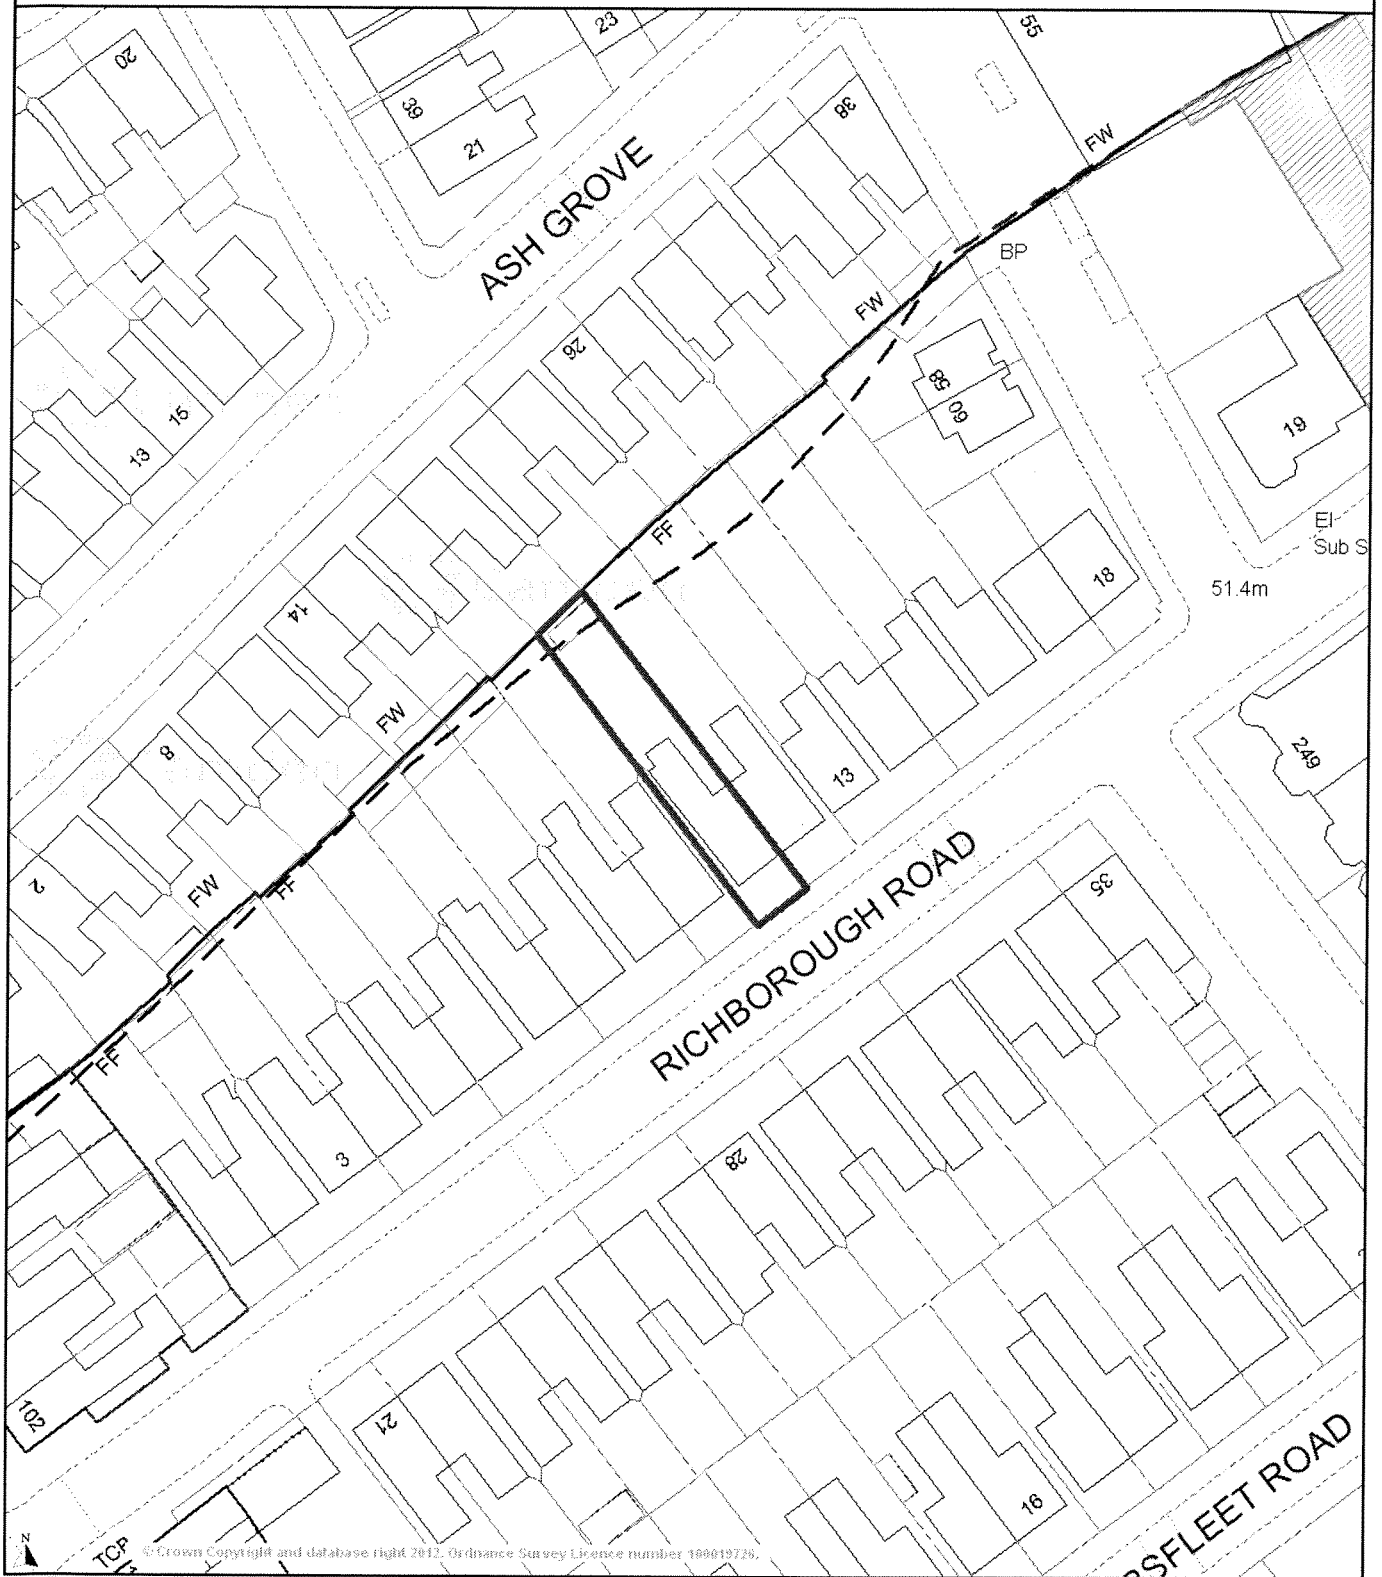 20
39
21
23
55
38
ASH GROVE
FW
BP
FW
26
13
15
58
60
19
El
Sub S
51.4m
18
FF
14
FW
8
13
249
2
FW
FF
RICHBOROUGH ROAD
35
FF
3
28
21
102
16
RSFLEET ROAD
N
TCP
© Crown Copyright and database right 2012. Ordnance Survey Licence number 100019726.